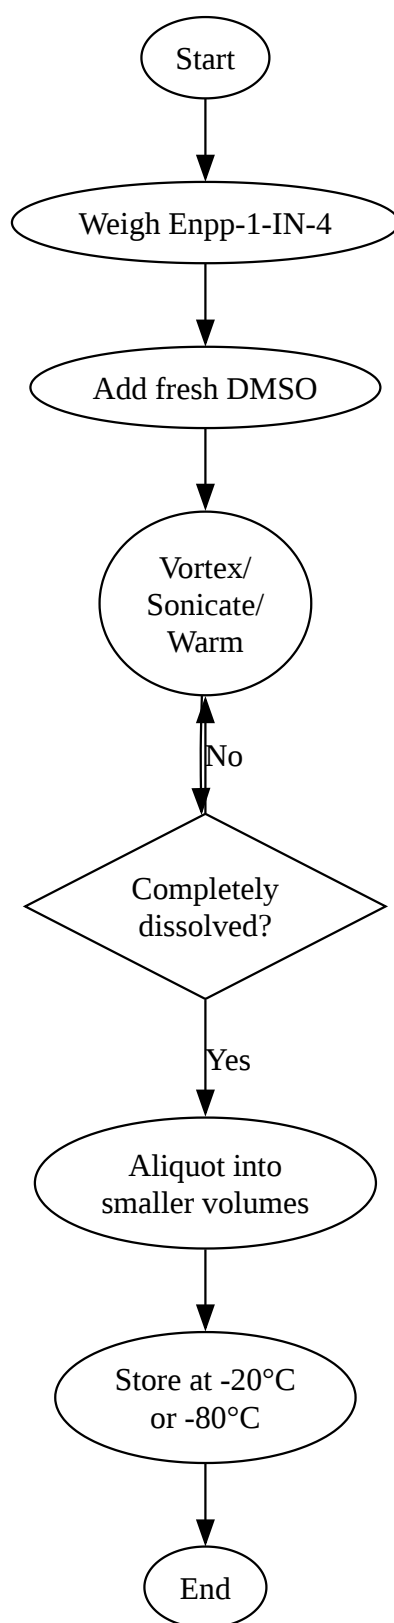 Start
Weigh Enpp-1-IN-4
Add fresh DMSO
Vortex/
Sonicate/
Warm
No
Completely
dissolved?
Yes
Aliquot into
smaller volumes
Store at -20°C
or -80°C
End